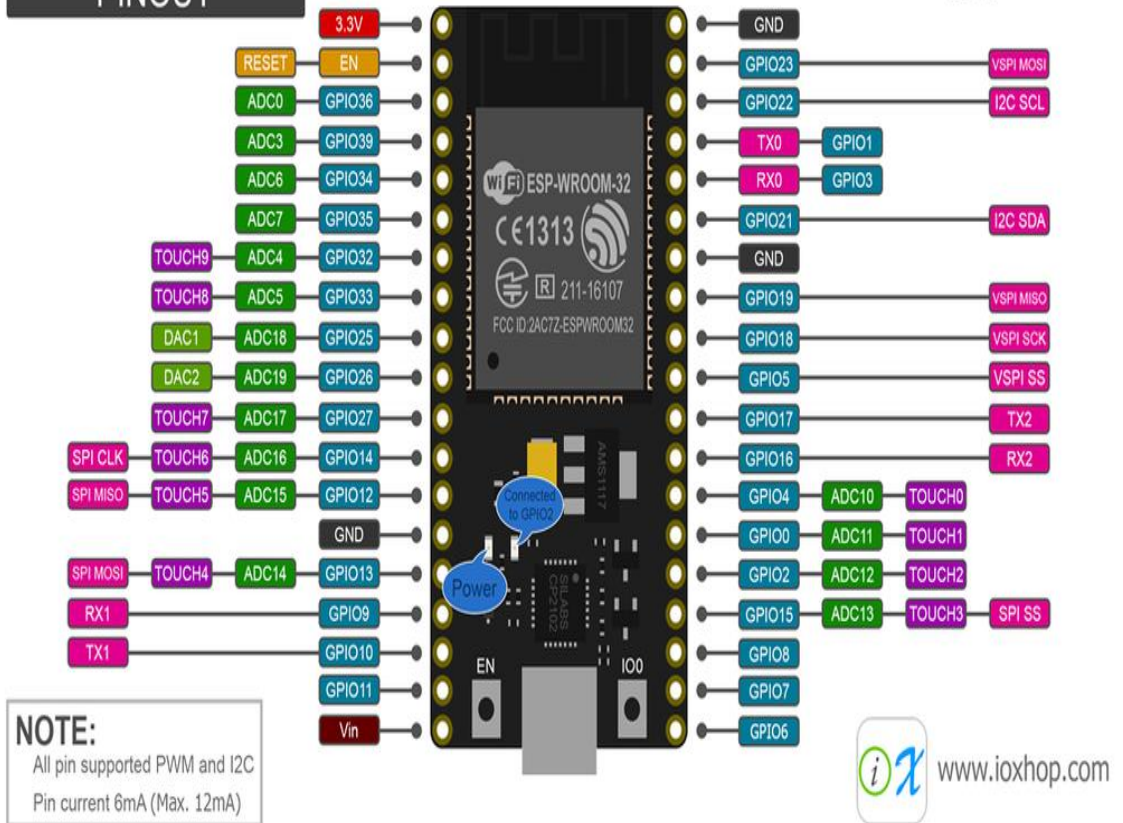 3.3V GND
RESET EN GPIO23 VSPI MOSI
ADC0 GPIO36 GPIO22 I2C SCL
ADC3 GPIO39 TX0 GPIO1
ADC6 GPIO34 RX0 GPIO3
ADC7 GPIO35 GPIO21 I2C SDA
TOUCH9 ADC4 GPIO32 GND
TOUCH8 ADC5 GPIO33 GPIO19 VSPI MISO
DAC1 ADC18 GPIO25 GPIO18 VSPI SCK
DAC2 ADC19 GPIO26 GPIO5 VSPI SS
TOUCH7 ADC17 GPIO27 GPIO17 TX2
SPI CLK TOUCH6 ADC16 GPIO14 GPIO16 RX2
SPI MISO TOUCH5 ADC15 GPIO12 GPIO4 ADC10 TOUCH0
GND GPIO0 ADC11 TOUCH1
SPI MOSI TOUCH4 ADC14 GPIO13 GPIO2 ADC12 TOUCH2
RX1 GPIO9 GPIO15 ADC13 TOUCH3 SPI SS
TX1 GPIO10 GPIO8
GPIO11 GPIO7
Vin GPIO6
WiFi ESP-WROOM-32
CE1313
R 211-16107
FCC ID:2AC7Z-ESPWROOM32
AMS1117
Connected
to GPIO2
Power
SILABS
CP2102
EN IO0
NOTE:
All pin supported PWM and I2C
Pin current 6mA (Max. 12mA)
iX www.ioxhop.com